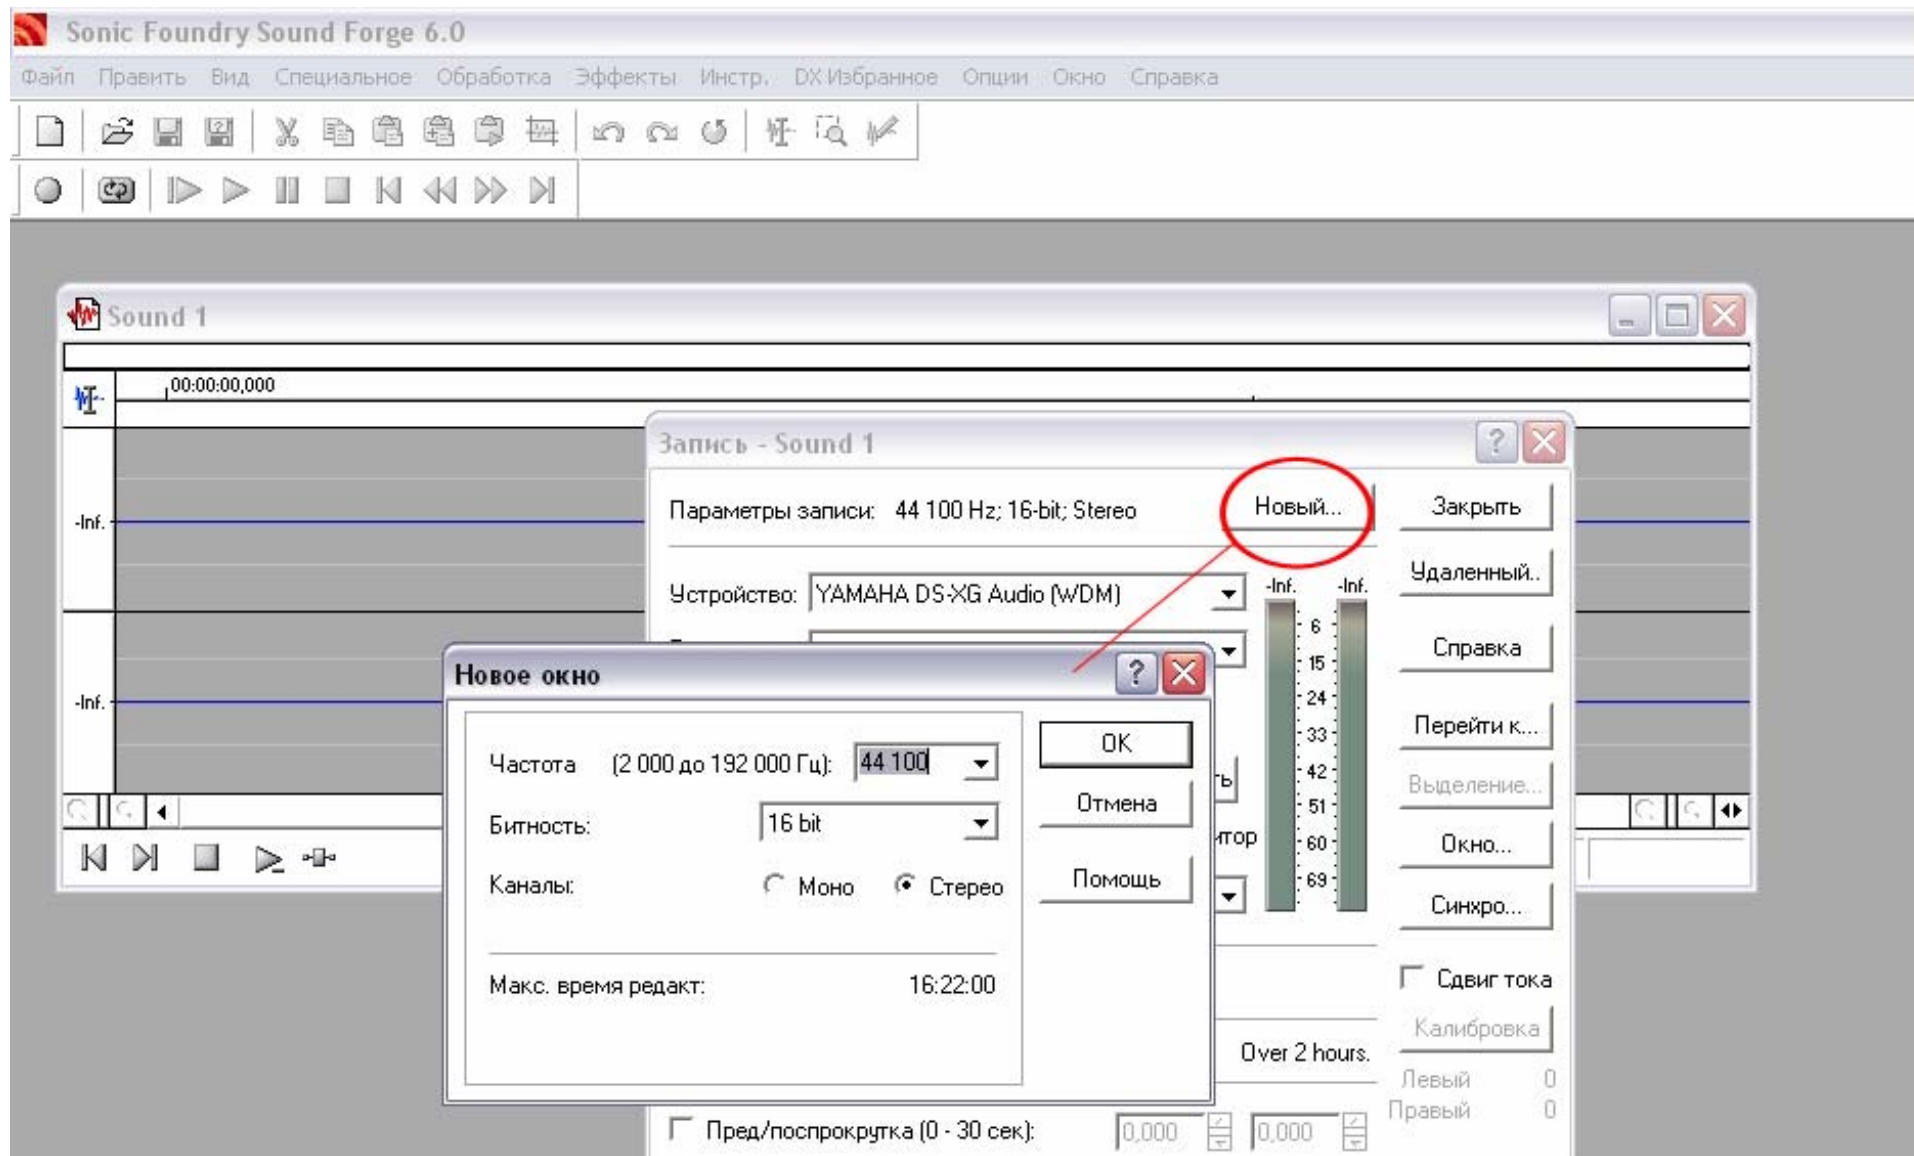 Sonic Foundry Sound Forge 6.0
Файл Править Вид Специальное Обработка Эффекты Инстр. DX Избранное Опции Окно Справка
Sound 1
00:00:00,000
-Inf.
-Inf.
Запись - Sound 1
Параметры записи: 44 100 Hz; 16-bit; Stereo
Новый...
Закрыть
Устройство: YAMAHA DS-XG Audio (WDM)
-Inf. -Inf.
6
15
24
33
42
51
60
69
Удаленный..
Справка
Перейти к...
Выделение...
Окно...
Синхро...
Сдвиг тока
Калибровка
Левый 0
Правый 0
ть
итор
Over 2 hours.
Пред/поспрокрутка (0 - 30 сек): 0,000 0,000
Новое окно
Частота (2 000 до 192 000 Гц): 44 100
Битность: 16 bit
Каналы: Моно Стерео
Макс. время редакт: 16:22:00
OK
Отмена
Помощь